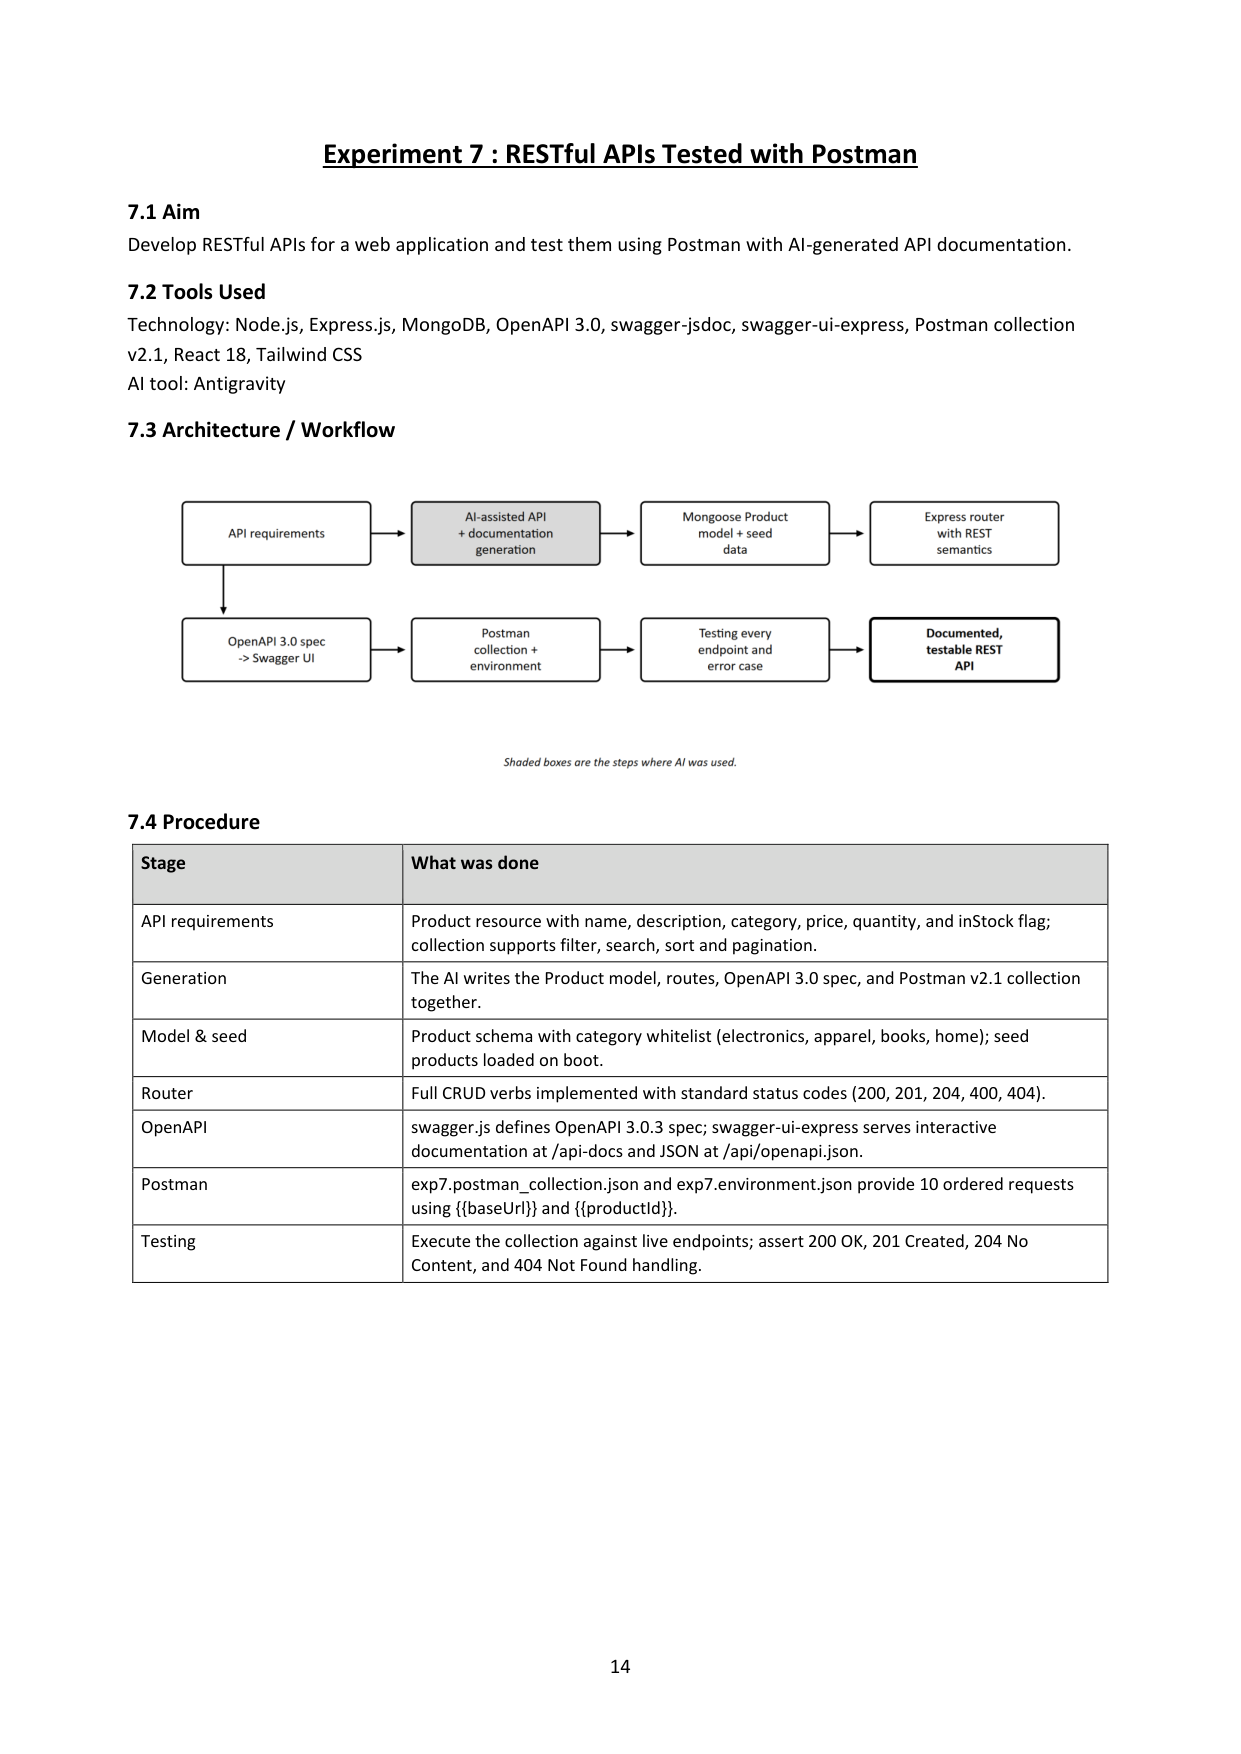 Experiment 7 : RESTful APIs Tested with Postman
7.1 Aim
Develop RESTful APIs for a web application and test them using Postman with AI-generated API documentation.
7.2 Tools Used
Technology: Node.js, Express.js, MongoDB, OpenAPI 3.0, swagger-jsdoc, swagger-ui-express, Postman collection
v2.1, React 18, Tailwind CSS
AI tool: Antigravity
7.3 Architecture / Workflow
API requirements
AI-assisted API
+ documentation
generation
Mongoose Product
model + seed
data
Express router
with REST
semantics
OpenAPI 3.0 spec
-> Swagger UI
Postman
collection +
environment
Testing every
endpoint and
error case
Documented,
testable REST
API
Shaded boxes are the steps where AI was used.
7.4 Procedure
Stage
What was done
API requirements
Product resource with name, description, category, price, quantity, and inStock flag;
collection supports filter, search, sort and pagination.
Generation
The AI writes the Product model, routes, OpenAPI 3.0 spec, and Postman v2.1 collection
together.
Model & seed
Product schema with category whitelist (electronics, apparel, books, home); seed
products loaded on boot.
Router
Full CRUD verbs implemented with standard status codes (200, 201, 204, 400, 404).
OpenAPI
swagger.js defines OpenAPI 3.0.3 spec; swagger-ui-express serves interactive
documentation at /api-docs and JSON at /api/openapi.json.
Postman
exp7.postman_collection.json and exp7.environment.json provide 10 ordered requests
using {{baseUrl}} and {{productId}}.
Testing
Execute the collection against live endpoints; assert 200 OK, 201 Created, 204 No
Content, and 404 Not Found handling.
14